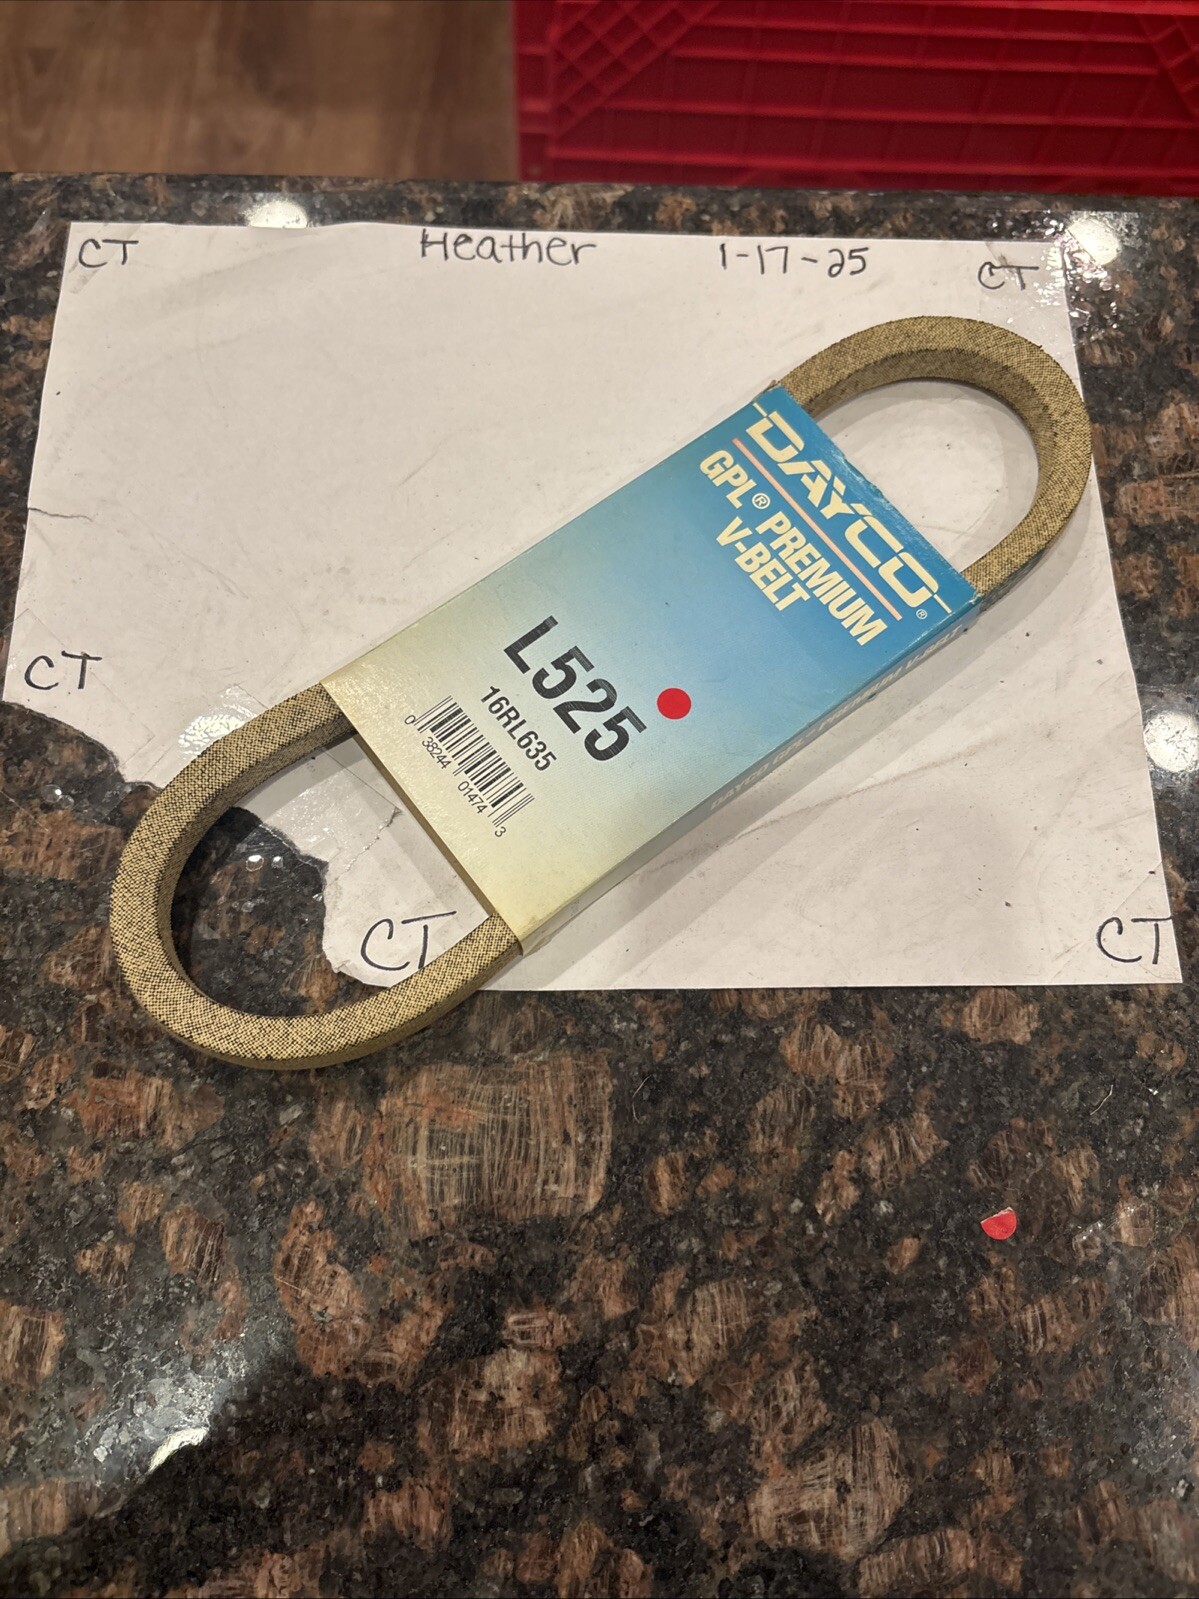 CT Heather 1-17-25 CT
DAYCO®
GPL® PREMIUM
V-BELT
L525
16RL635
0 38244 01474 3
CT
CT
CT